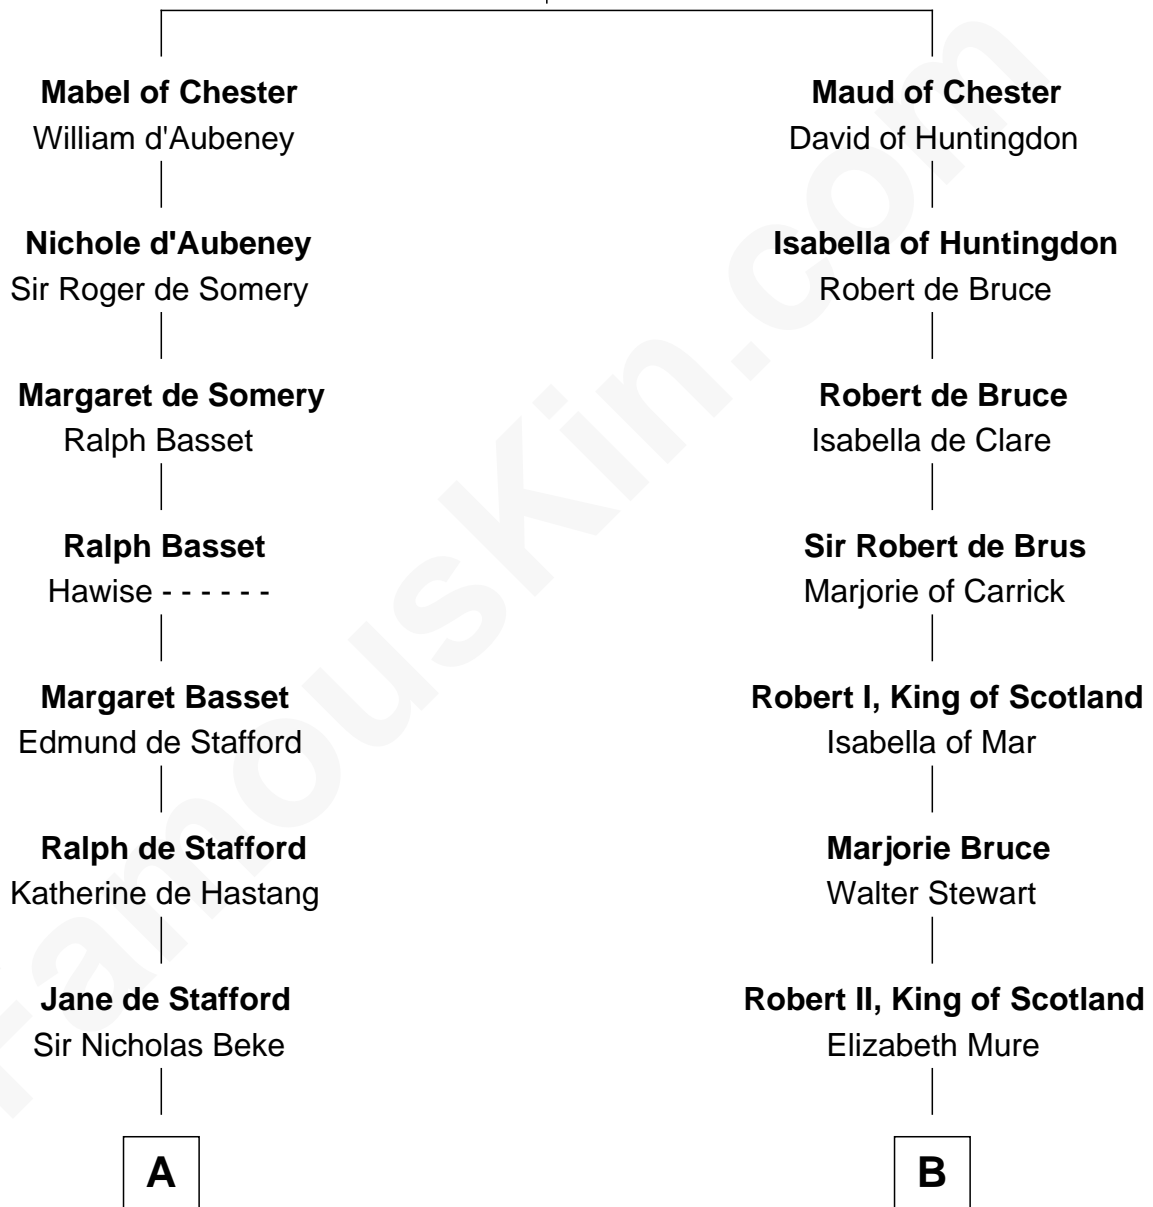 Mabel of Chester
William d'Aubeney
Nichole d'Aubeney
Sir Roger de Somery
Margaret de Somery
Ralph Basset
Ralph Basset
Hawise - - - - - -
Margaret Basset
Edmund de Stafford
Ralph de Stafford
Katherine de Hastang
Jane de Stafford
Sir Nicholas Beke
A
Maud of Chester
David of Huntingdon
Isabella of Huntingdon
Robert de Bruce
Robert de Bruce
Isabella de Clare
Sir Robert de Brus
Marjorie of Carrick
Robert I, King of Scotland
Isabella of Mar
Marjorie Bruce
Walter Stewart
Robert II, King of Scotland
Elizabeth Mure
B
FamousKin.com